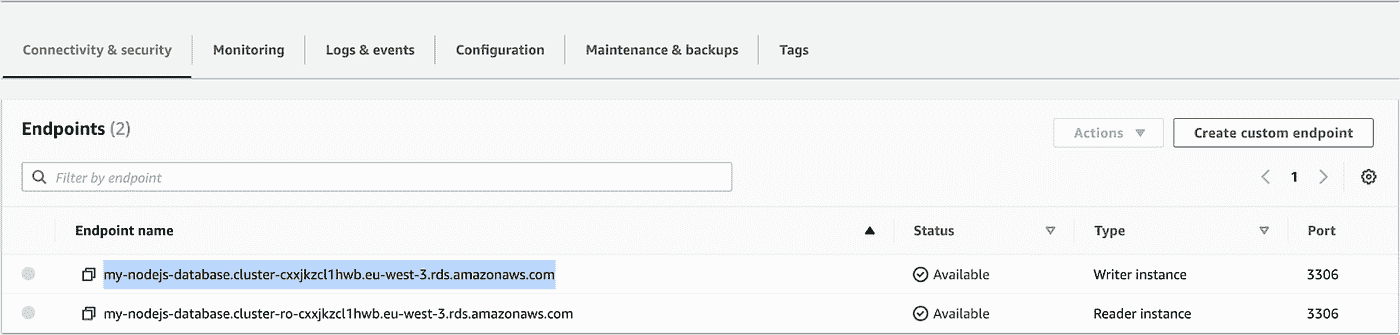 Connectivity & security Monitoring Logs & events Configuration Maintenance & backups Tags
Endpoints (2)
Actions Create custom endpoint
Filter by endpoint 1
Endpoint name Status Type Port
my-nodejs-database.cluster-cxxjkzcl1hwb.eu-west-3.rds.amazonaws.com Available Writer instance 3306
my-nodejs-database.cluster-ro-cxxjkzcl1hwb.eu-west-3.rds.amazonaws.com Available Reader instance 3306